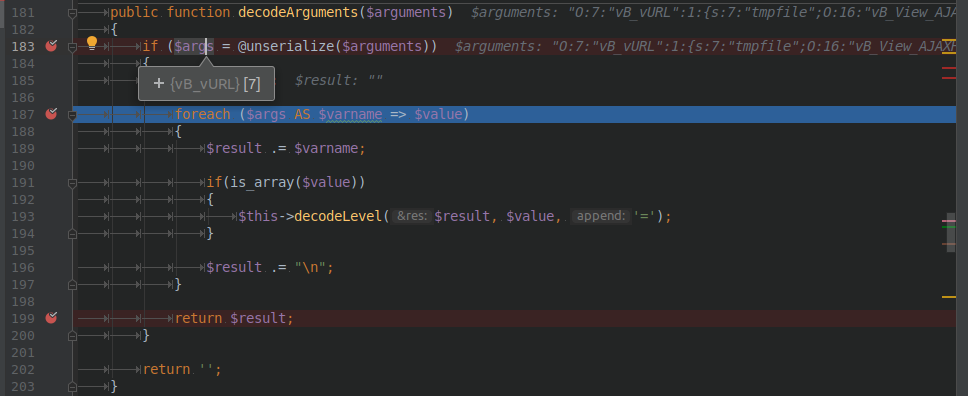 181 public function decodeArguments($arguments) $arguments: "O:7:"vB_vURL":1:{s:7:"tmpfile";O:16:"vB_View_AJA
182 {
183 if ($args = @unserialize($arguments)) $arguments: "O:7:"vB_vURL":1:{s:7:"tmpfile";O:16:"vB_View_AJAX
184 {
185 + {vB_vURL} [7] $result: ""
186
187 foreach ($args AS $varname => $value)
188 {
189 $result .= $varname;
190
191 if(is_array($value))
192 {
193 $this->decodeLevel( &res: $result, $value, append: '=');
194 }
195
196 $result .= "\n";
197 }
198
199 return $result;
200 }
201
202 return '';
203 }